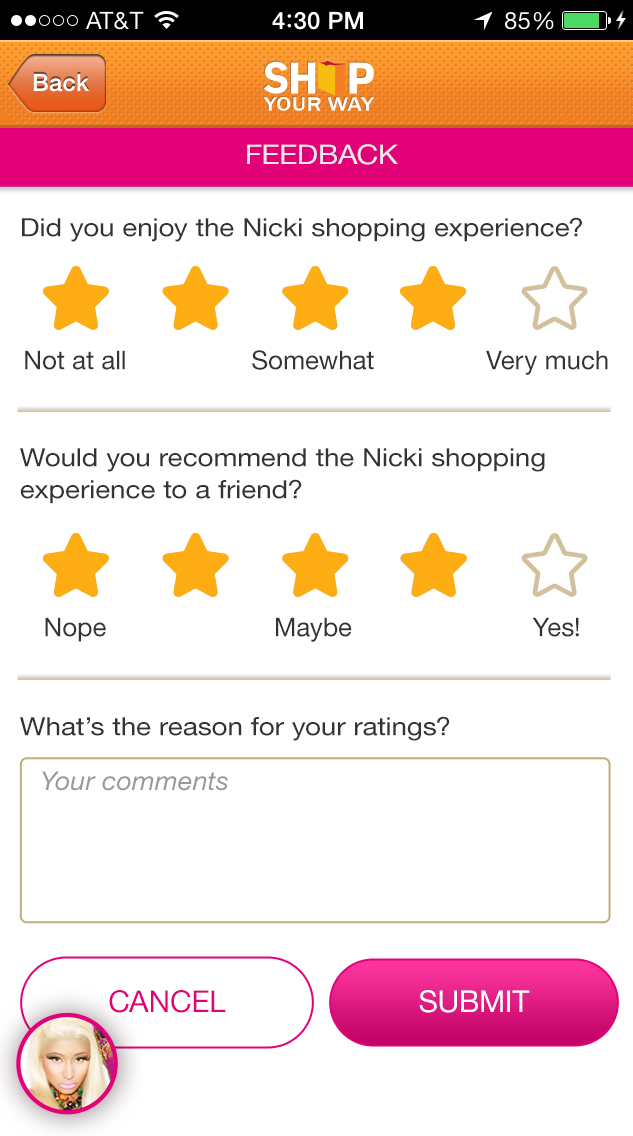 AT&T 4:30 PM 85%
Back
SHOP
YOUR WAY
FEEDBACK
Did you enjoy the Nicki shopping experience?
Not at all Somewhat Very much
Would you recommend the Nicki shopping
experience to a friend?
Nope Maybe Yes!
What's the reason for your ratings?
Your comments
CANCEL SUBMIT